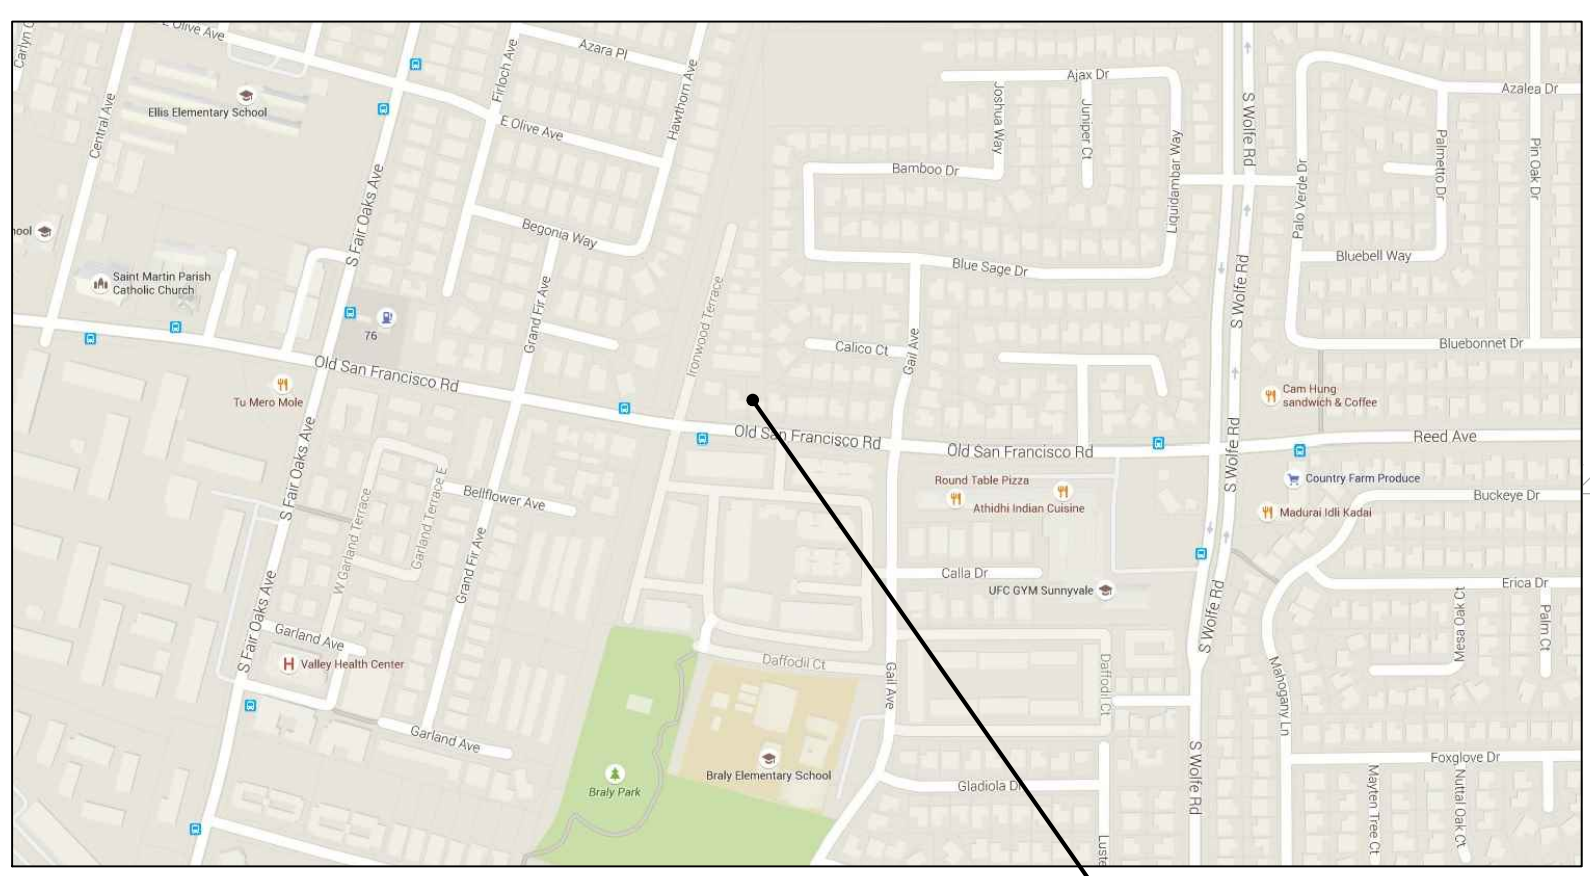 E Olive Ave
Carlyn
Azara Pl
Firloch Ave
Hawthorn Ave
Ajax Dr
Azalea Dr
Ellis Elementary School
Central Ave
E Olive Ave
Joshua Way
Juniper Ct
S Wolfe Rd
Liquidambar Way
Palmetto Dr
Pin Oak Dr
Bamboo Dr
Palo Verde Dr
S Fair Oaks Ave
Begonia Way
Blue Sage Dr
Bluebell Way
Saint Martin Parish
Catholic Church
S Wolfe Rd
Ironwood Terrace
Grand Fir Ave
76
Calico Ct
Gail Ave
Bluebonnet Dr
Old San Francisco Rd
Tu Mero Mole
Cam Hung
sandwich & Coffee
Old San Francisco Rd
Old San Francisco Rd
Reed Ave
S Fair Oaks Ave
S Wolfe Rd
Round Table Pizza
Athidhi Indian Cuisine
Country Farm Produce
Buckeye Dr
Madurai Idli Kadai
Bellflower Ave
W Garland Terrace
Garland Terrace E
Grand Fir Ave
Calla Dr
UFC GYM Sunnyvale
Erica Dr
S Fair Oaks Ave
S Wolfe Rd
Mesa Oak Ct
Palm Ct
Garland Ave
Valley Health Center
Daffodil Ct
Gail Ave
Daffodil Ct
Mahogany Ln
Garland Ave
Braly Elementary School
Braly Park
Gladiola Dr
S Wolfe Rd
Foxglove Dr
Mayten Tree Ct
Nuttal Oak Ct
Luste